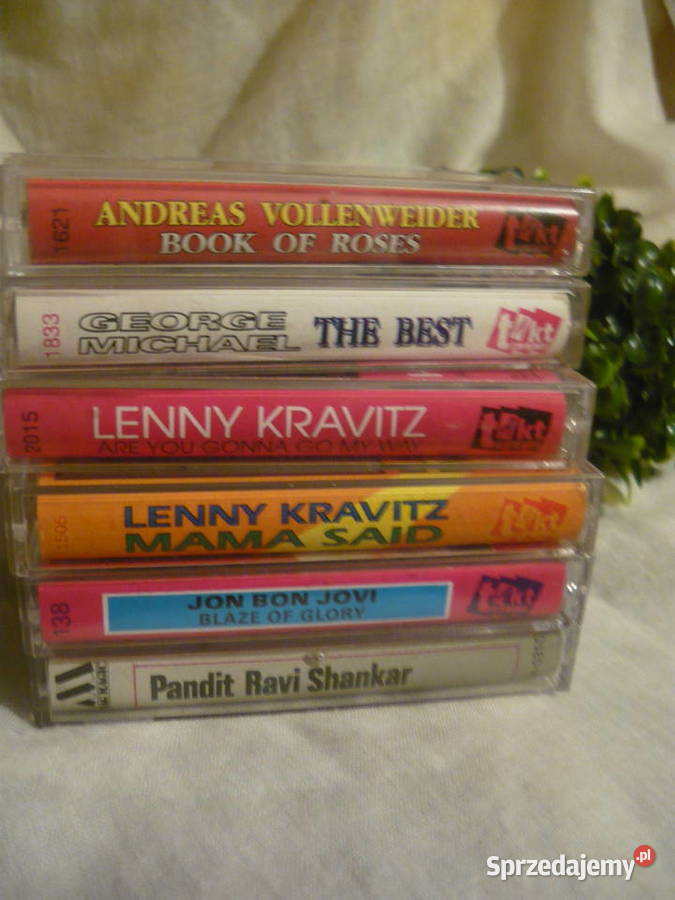 1621
ANDREAS VOLLENWEIDER
BOOK OF ROSES
takt
1833
GEORGE
MICHAEL
THE BEST
takt
2015
LENNY KRAVITZ
ARE YOU GONNA GO MY WAY
takt
1506
LENNY KRAVITZ
MAMA SAID
takt
138
JON BON JOVI
BLAZE OF GLORY
takt
Pandit Ravi Shankar
Sprzedajemy.pl